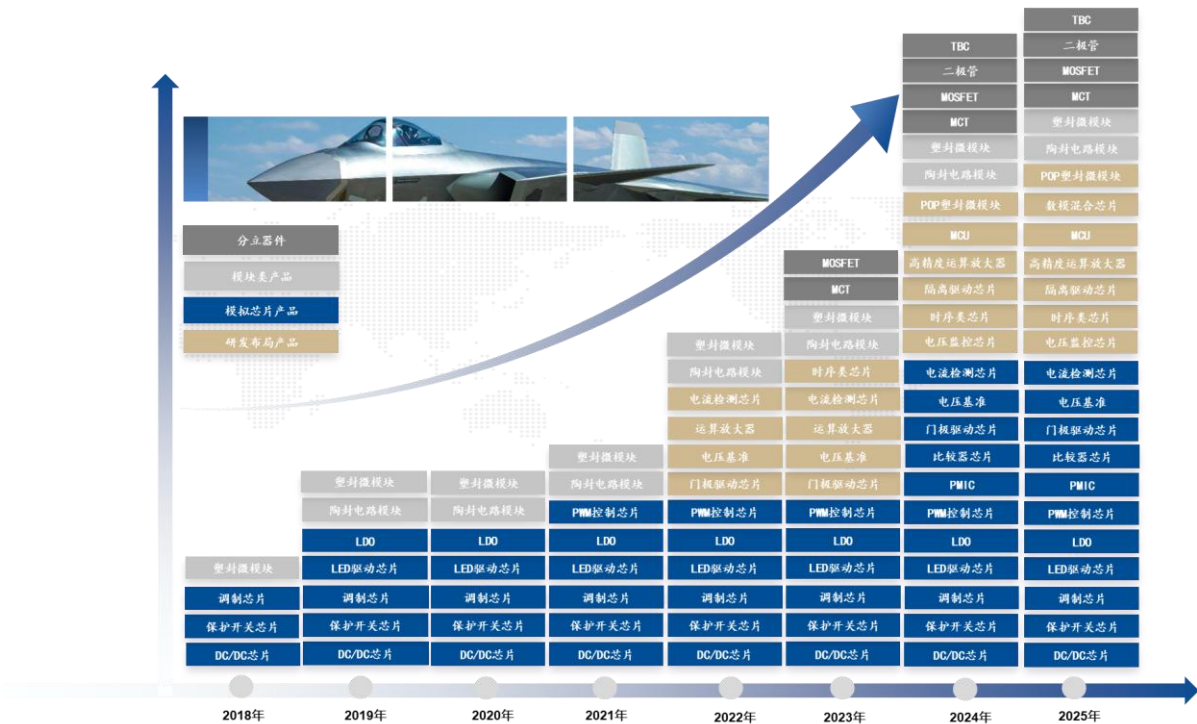 分立器件
模块类产品
模拟芯片产品
研发布局产品
塑封微模块
调制芯片
保护开关芯片
DC/DC芯片
2018年
塑封微模块
陶封电路模块
LDO
LED驱动芯片
调制芯片
保护开关芯片
DC/DC芯片
2019年
塑封微模块
陶封电路模块
LDO
LED驱动芯片
调制芯片
保护开关芯片
DC/DC芯片
2020年
塑封微模块
陶封电路模块
PWM控制芯片
LDO
LED驱动芯片
调制芯片
保护开关芯片
DC/DC芯片
2021年
塑封微模块
陶封电路模块
电流检测芯片
运算放大器
电压基准
门极驱动芯片
PWM控制芯片
LDO
LED驱动芯片
调制芯片
保护开关芯片
DC/DC芯片
2022年
MOSFET
MCT
塑封微模块
陶封电路模块
时序类芯片
电流检测芯片
运算放大器
电压基准
门极驱动芯片
PWM控制芯片
LDO
LED驱动芯片
调制芯片
保护开关芯片
DC/DC芯片
2023年
TBC
二极管
MOSFET
MCT
塑封微模块
陶封电路模块
POP塑封微模块
MCU
高精度运算放大器
隔离驱动芯片
时序类芯片
电压监控芯片
电流检测芯片
电压基准
门极驱动芯片
比较器芯片
PMIC
PWM控制芯片
LDO
LED驱动芯片
调制芯片
保护开关芯片
DC/DC芯片
2024年
TBC
二极管
MOSFET
MCT
塑封微模块
陶封电路模块
POP塑封微模块
数模混合芯片
MCU
高精度运算放大器
隔离驱动芯片
时序类芯片
电压监控芯片
电流检测芯片
电压基准
门极驱动芯片
比较器芯片
PMIC
PWM控制芯片
LDO
LED驱动芯片
调制芯片
保护开关芯片
DC/DC芯片
2025年